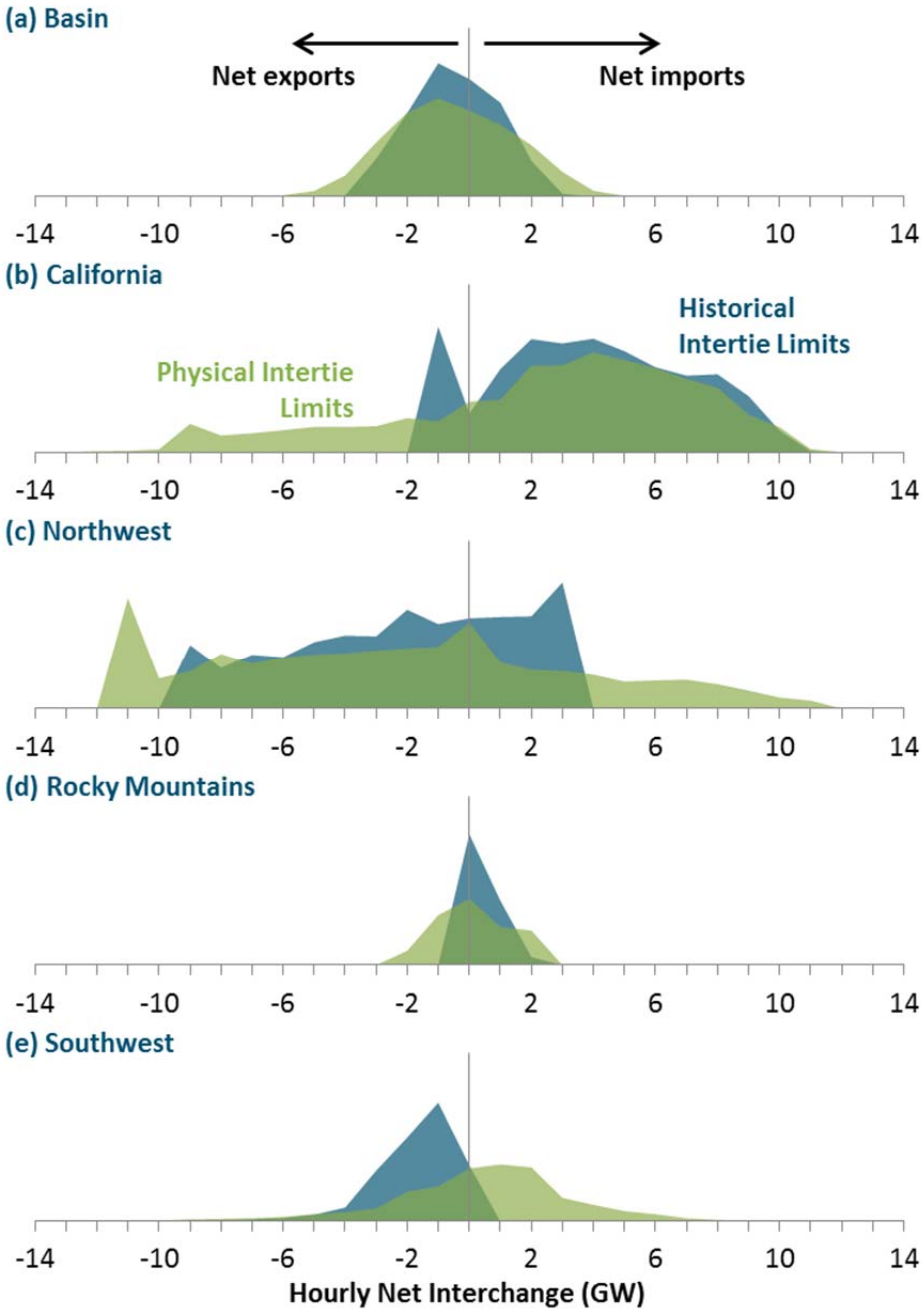 (a) Basin
Net exports
Net imports
-14 -10 -6 -2 2 6 10 14
(b) California
Historical
Intertie Limits
Physical Intertie
Limits
-14 -10 -6 -2 2 6 10 14
(c) Northwest
-14 -10 -6 -2 2 6 10 14
(d) Rocky Mountains
-14 -10 -6 -2 2 6 10 14
(e) Southwest
-14 -10 -6 -2 2 6 10 14
Hourly Net Interchange (GW)